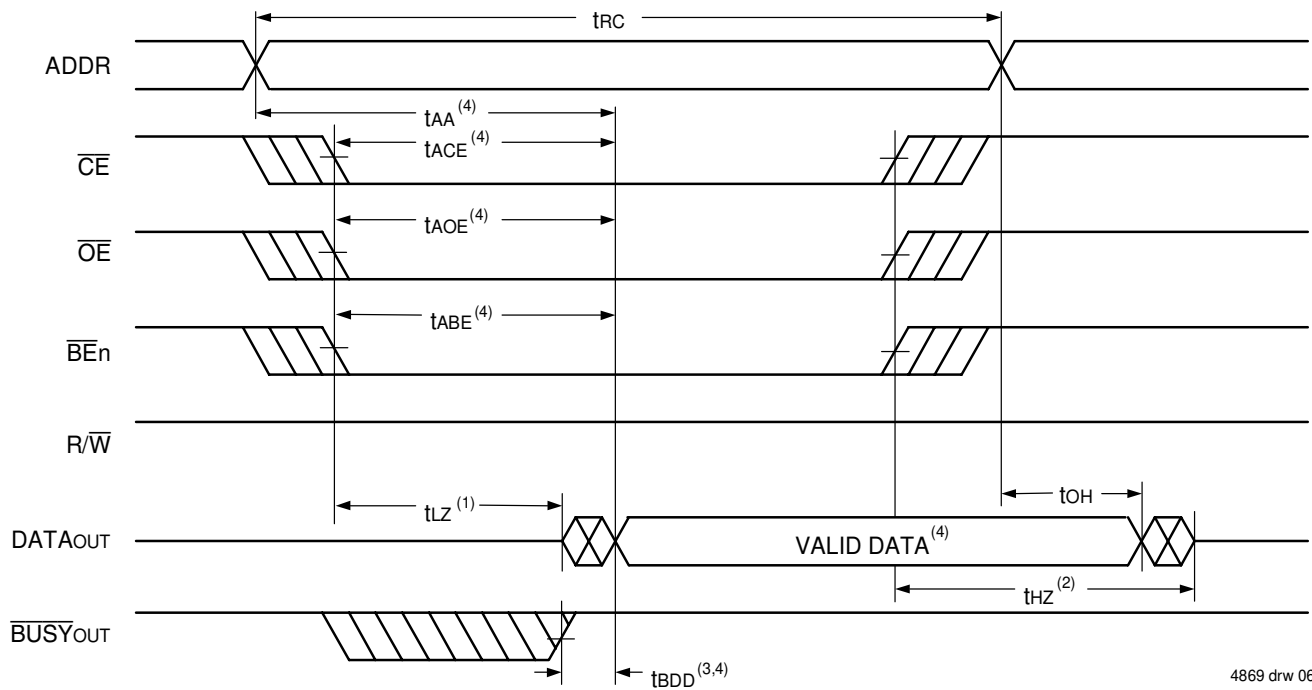 tRC
ADDR
tAA(4)
tACE(4)
CE
tAOE(4)
OE
tABE(4)
BEn
R/W
tLZ(1)
tOH
DATAOUT
VALID DATA(4)
tHZ(2)
BUSYOUT
tBDD(3,4)
4869 drw 06